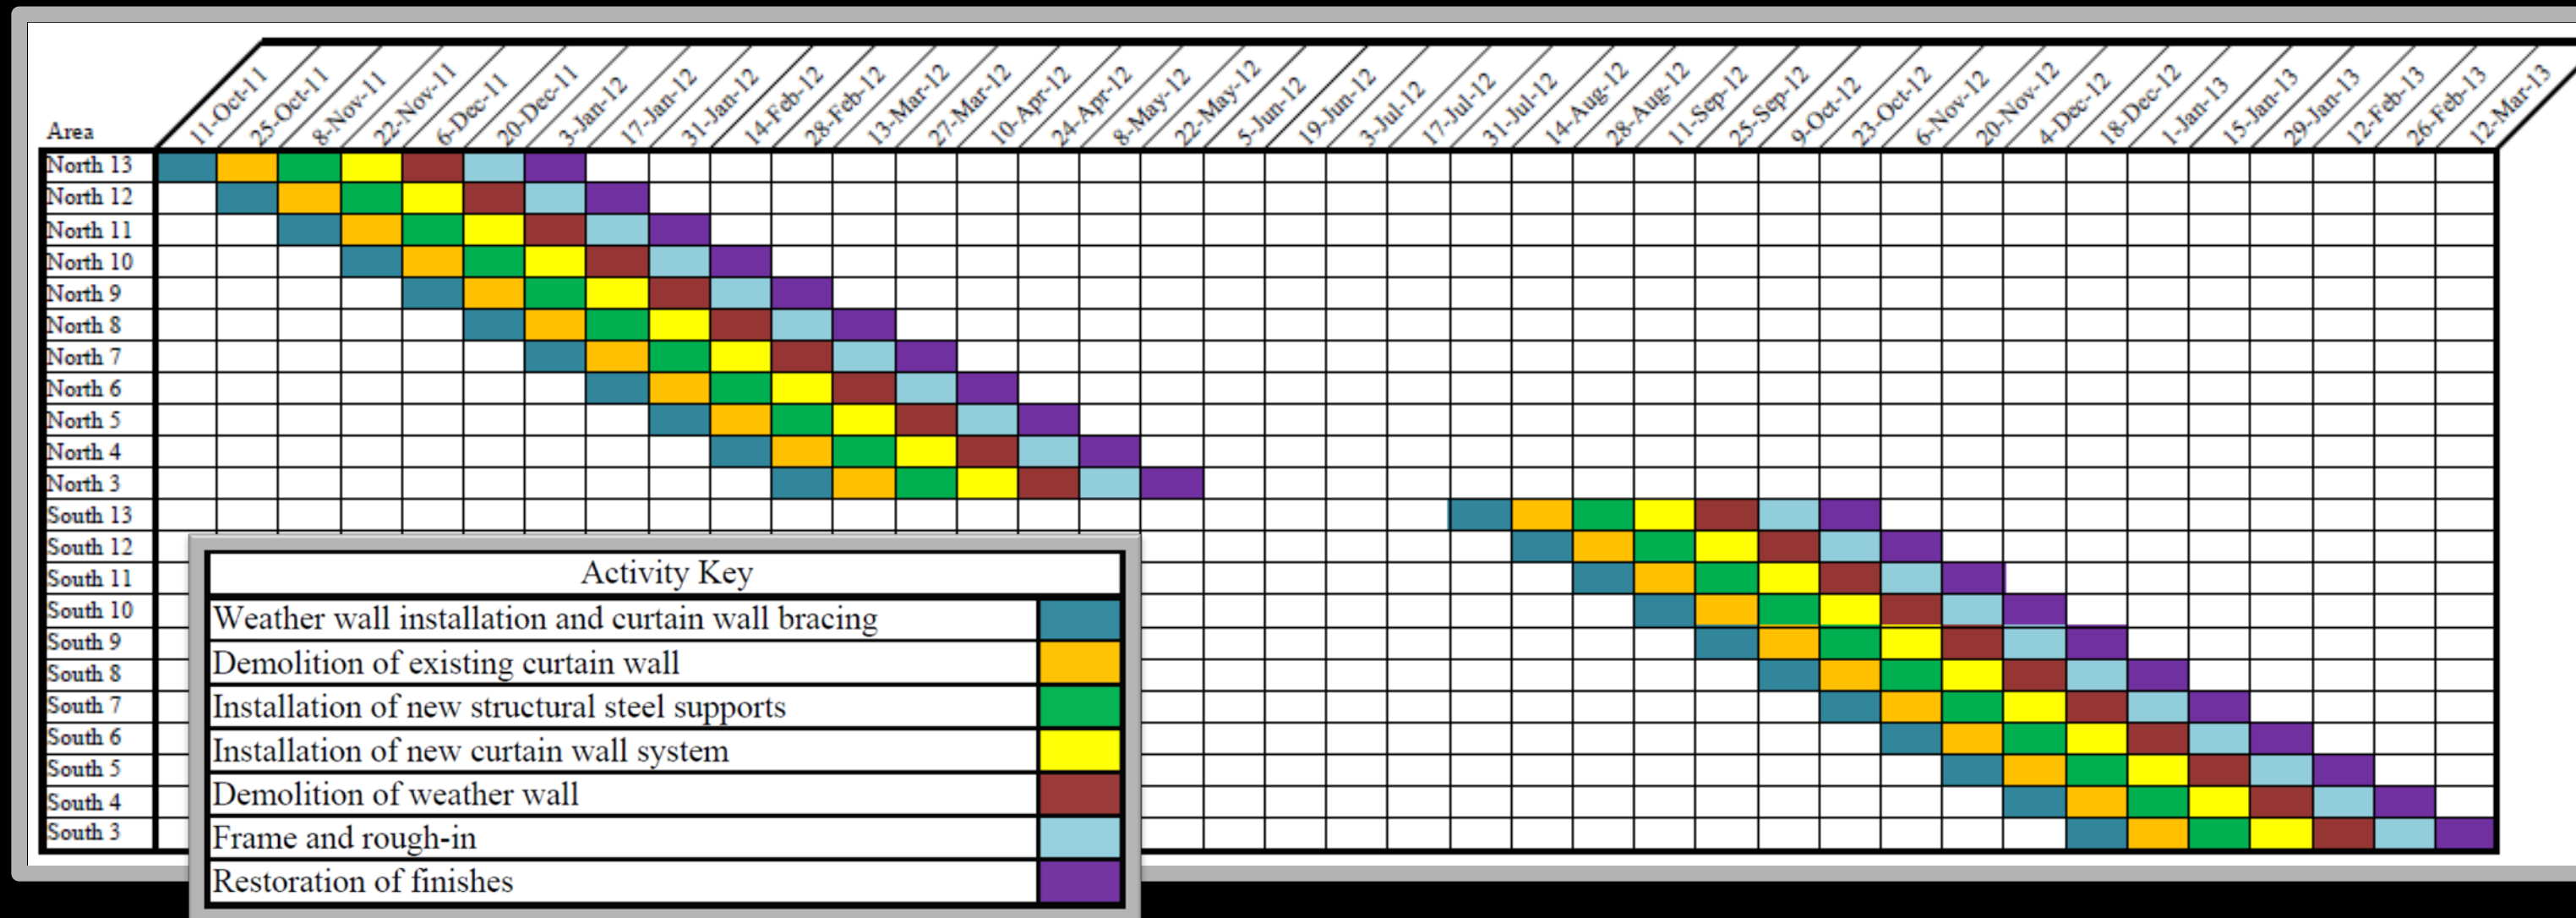 11-Oct-11
25-Oct-11
8-Nov-11
22-Nov-11
6-Dec-11
20-Dec-11
3-Jan-12
17-Jan-12
31-Jan-12
14-Feb-12
28-Feb-12
13-Mar-12
27-Mar-12
10-Apr-12
24-Apr-12
8-May-12
22-May-12
5-Jun-12
19-Jun-12
3-Jul-12
17-Jul-12
31-Jul-12
14-Aug-12
28-Aug-12
11-Sep-12
25-Sep-12
9-Oct-12
23-Oct-12
6-Nov-12
20-Nov-12
4-Dec-12
18-Dec-12
1-Jan-13
15-Jan-13
29-Jan-13
12-Feb-13
26-Feb-13
12-Mar-13
Area
North 13
North 12
North 11
North 10
North 9
North 8
North 7
North 6
North 5
North 4
North 3
South 13
South 12
South 11
South 10
South 9
South 8
South 7
South 6
South 5
South 4
South 3
Activity Key
Weather wall installation and curtain wall bracing
Demolition of existing curtain wall
Installation of new structural steel supports
Installation of new curtain wall system
Demolition of weather wall
Frame and rough-in
Restoration of finishes